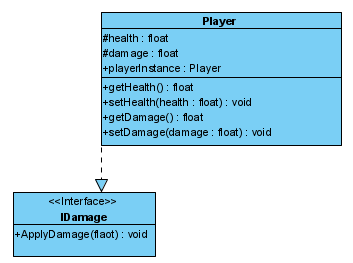 Player
#health : float
#damage : float
+playerInstance : Player
+getHealth() : float
+setHealth(health : float) : void
+getDamage() : float
+setDamage(damage : float) : void
<<Interface>>
IDamage
+ApplyDamage(flaot) : void